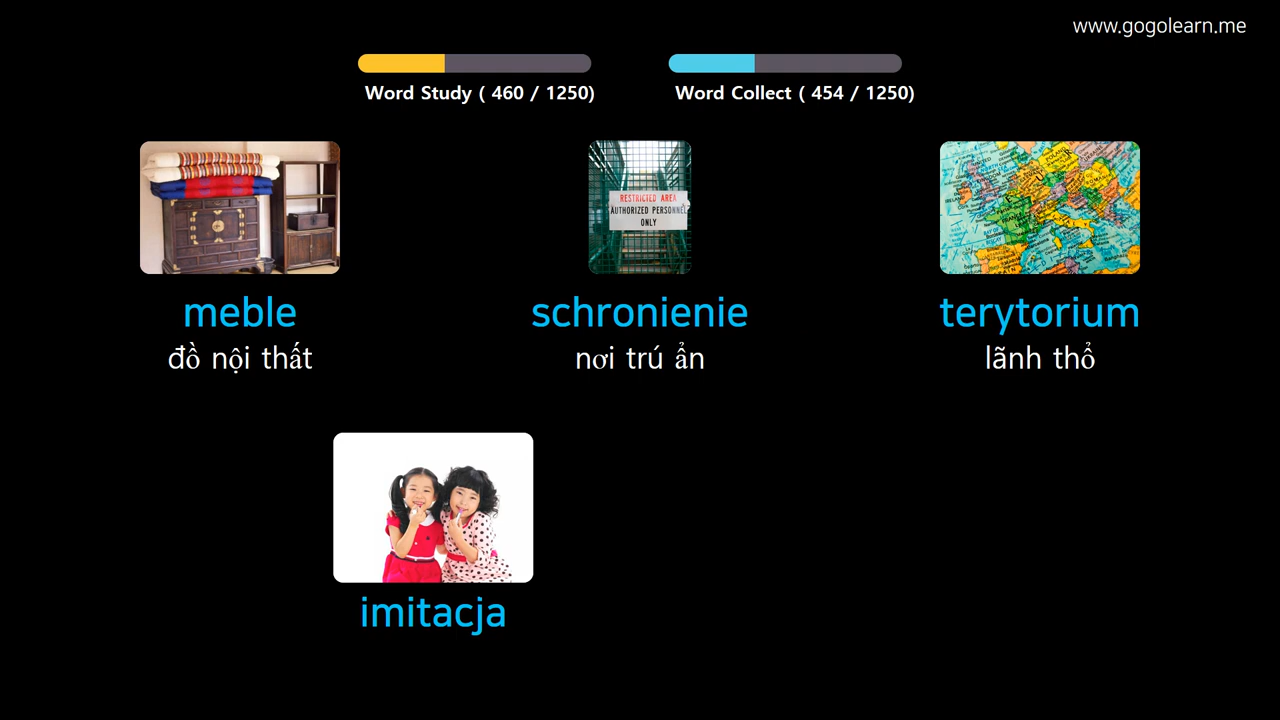 www.gogolearn.me
Word Study ( 460 / 1250)
Word Collect ( 454 / 1250)
RESTRICTED AREA
AUTHORIZED PERSONNEL
ONLY
meble
schronienie
terytorium
đồ nội thất
nơi trú ẩn
lãnh thổ
imitacja